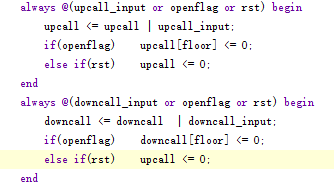 always @(upcall_input or openflag or rst) begin
upcall <= upcall | upcall_input;
if(openflag) upcall[floor] <= 0;
else if(rst) upcall <= 0;
end
always @(downcall_input or openflag or rst) begin
downcall <= downcall | downcall_input;
if(openflag) downcall[floor] <= 0;
else if(rst) upcall <= 0;
end